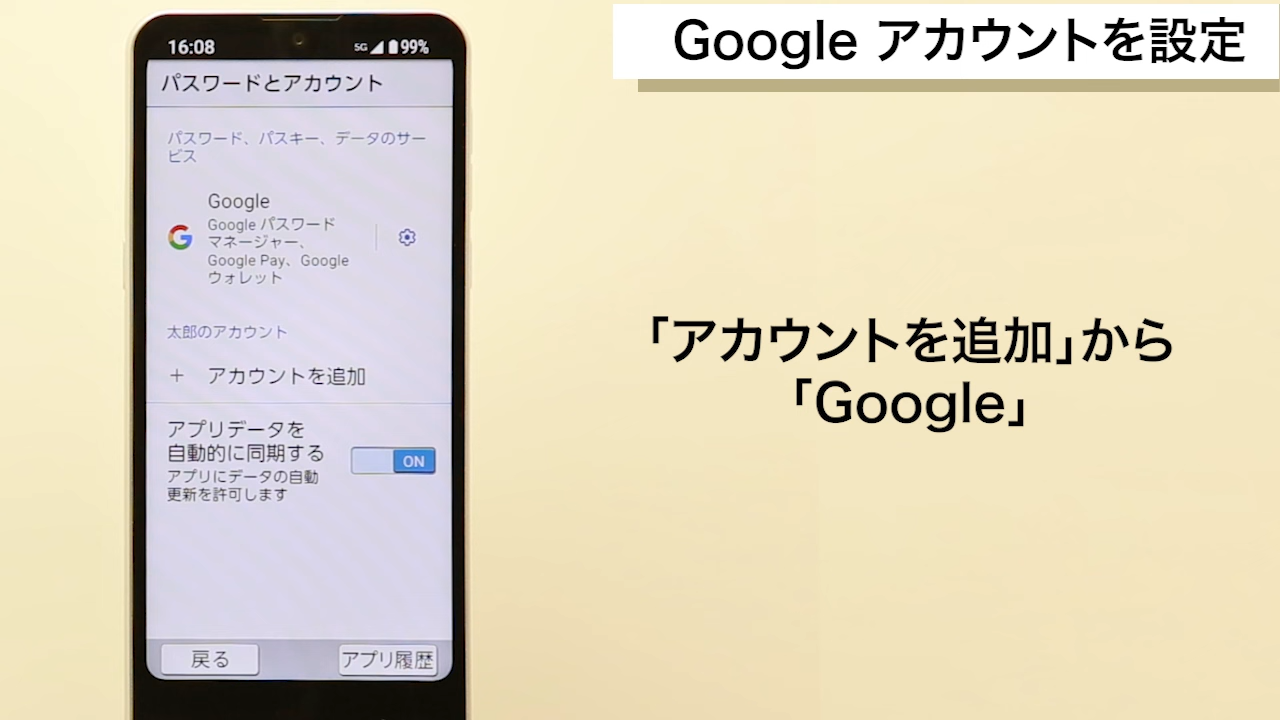 16:08
5G
99%
パスワードとアカウント
パスワード、パスキー、データのサー
ビス
Google
Google パスワード
マネージャー、
Google Pay、Google
ウォレット
太郎のアカウント
+ アカウントを追加
アプリデータを
自動的に同期する
ON
アプリにデータの自動
更新を許可します
戻る
アプリ履歴
Google アカウントを設定
「アカウントを追加」から
「Google」